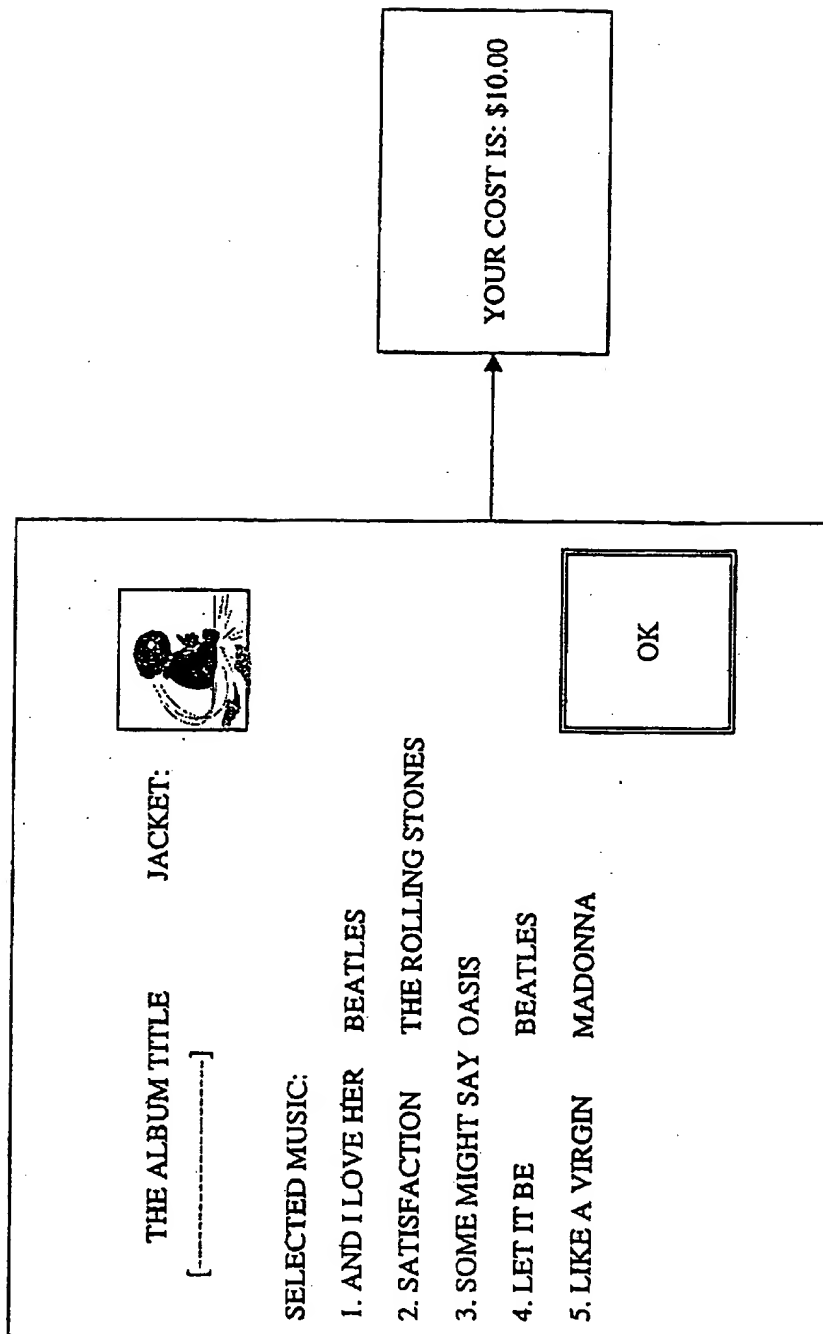 THE ALBUM TITLE JACKET:
[--------------------]
SELECTED MUSIC:
1. AND I LOVE HER BEATLES
2. SATISFACTION THE ROLLING STONES
3. SOME MIGHT SAY OASIS
4. LET IT BE BEATLES
5. LIKE A VIRGIN MADONNA
OK
YOUR COST IS: $10.00